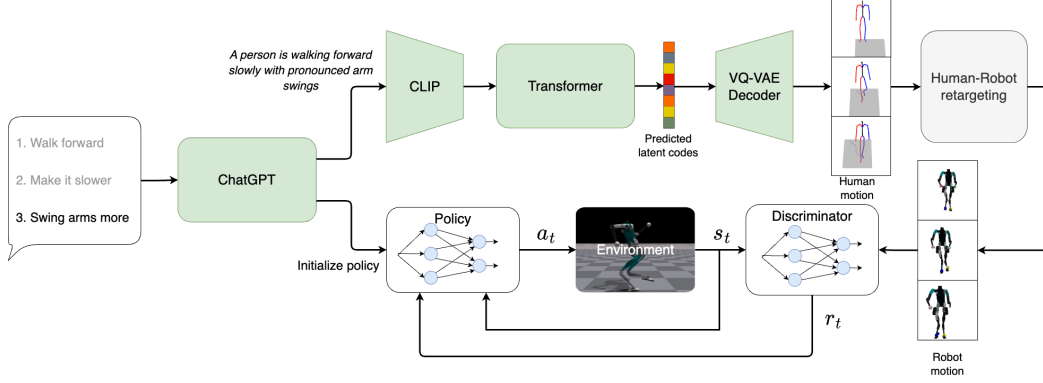 A person is walking forward
slowly with pronounced arm
swings
CLIP
Transformer
Predicted
latent codes
VQ-VAE
Decoder
Human
motion
Human-Robot
retargeting
1. Walk forward
2. Make it slower
3. Swing arms more
ChatGPT
Initialize policy
Policy
a_t
Environment
s_t
Discriminator
r_t
Robot
motion